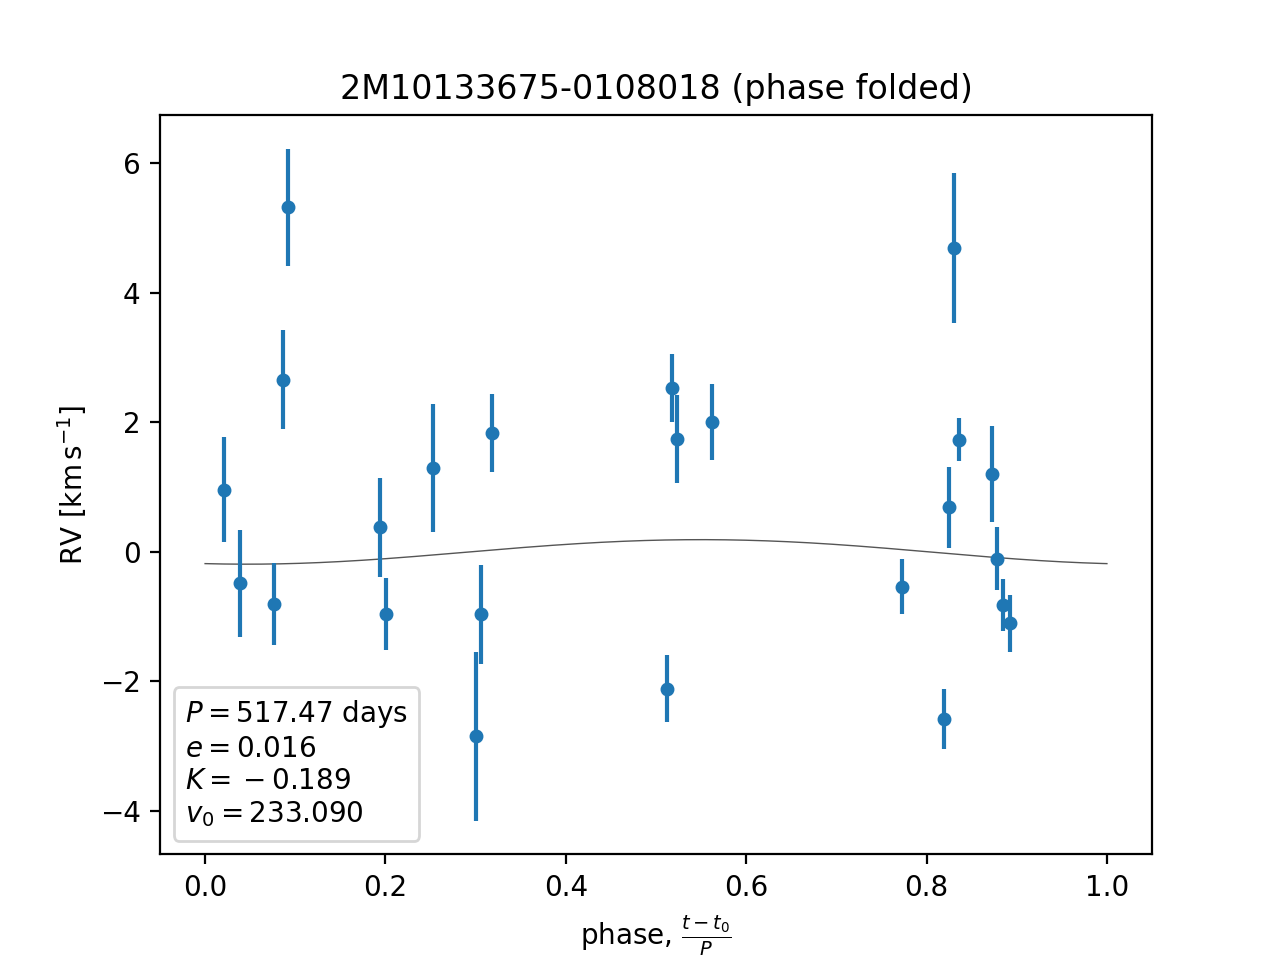 2M10133675-0108018 (phase folded)
RV [km s⁻¹]
6
4
2
0
−2
−4
P = 517.47 days
e = 0.016
K = −0.189
v₀ = 233.090
0.0 0.2 0.4 0.6 0.8 1.0
phase, (t − t₀)/P